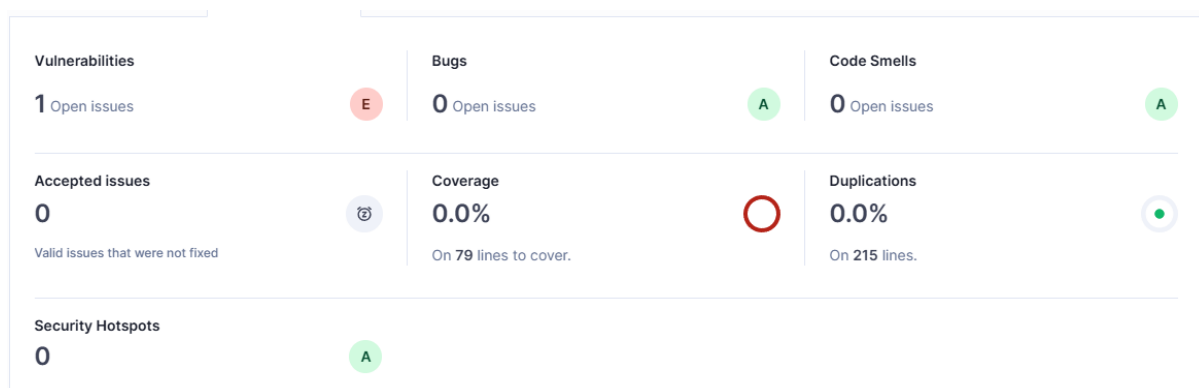 Vulnerabilities
1 Open issues
E
Bugs
0 Open issues
A
Code Smells
0 Open issues
A
Accepted issues
0
Valid issues that were not fixed
Coverage
0.0%
On 79 lines to cover.
Duplications
0.0%
On 215 lines.
Security Hotspots
0
A